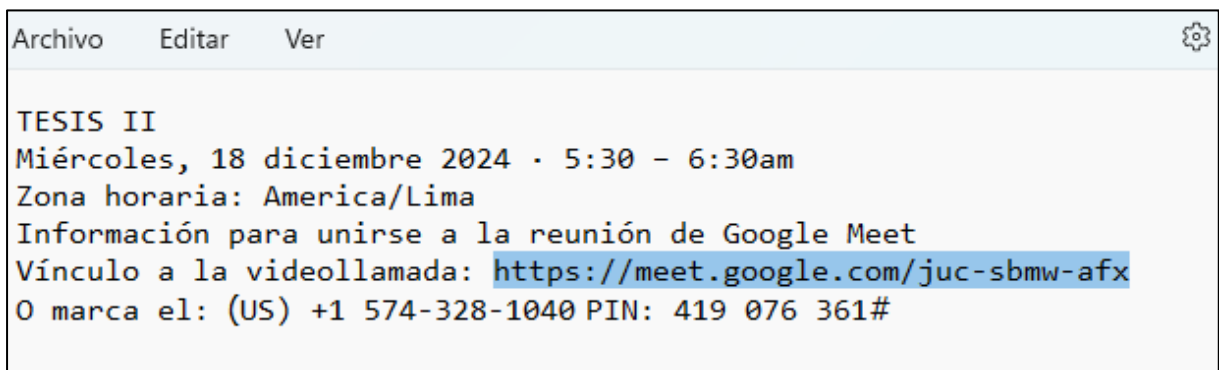 Archivo Editar Ver
TESIS II
Miércoles, 18 diciembre 2024 · 5:30 – 6:30am
Zona horaria: America/Lima
Información para unirse a la reunión de Google Meet
Vínculo a la videollamada: https://meet.google.com/juc-sbmw-afx
O marca el: (US) +1 574-328-1040 PIN: 419 076 361#